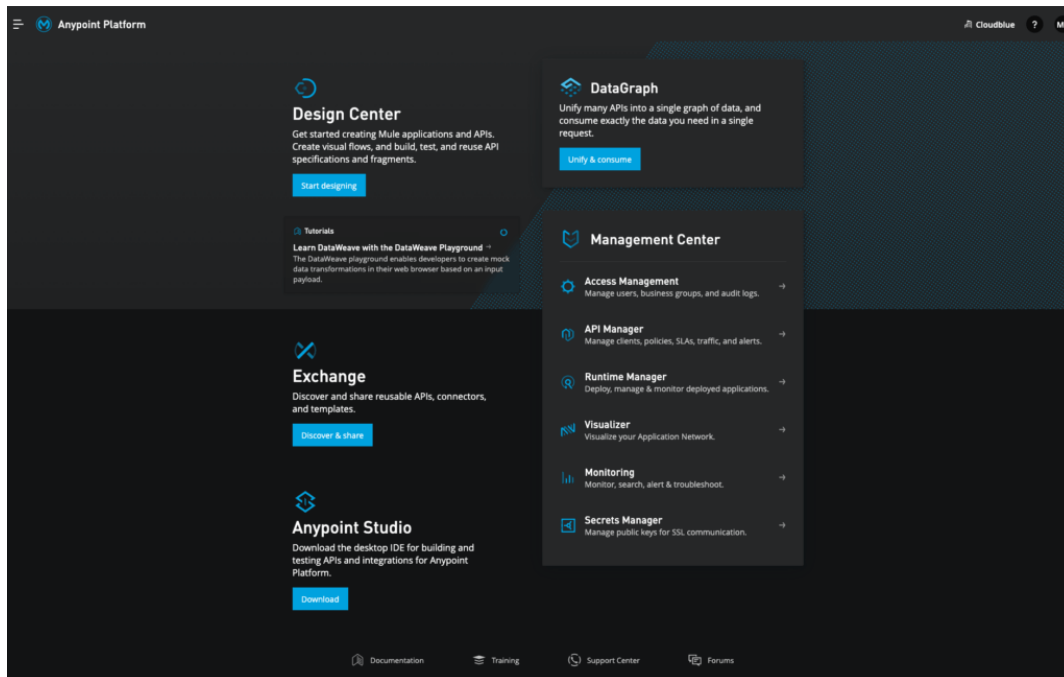 Anypoint Platform
Cloudblue
?
M
Design Center
Get started creating Mule applications and APIs.
Create visual flows, and build, test, and reuse API
specifications and fragments.
Start designing
Tutorials
Learn DataWeave with the DataWeave Playground →
The DataWeave playground enables developers to create mock
data transformations in their web browser based on an input
payload.
Exchange
Discover and share reusable APIs, connectors,
and templates.
Discover & share
Anypoint Studio
Download the desktop IDE for building and
testing APIs and integrations for Anypoint
Platform.
Download
DataGraph
Unify many APIs into a single graph of data, and
consume exactly the data you need in a single
request.
Unify & consume
Management Center
Access Management
Manage users, business groups, and audit logs.
API Manager
Manage clients, policies, SLAs, traffic, and alerts.
Runtime Manager
Deploy, manage & monitor deployed applications.
Visualizer
Visualize your Application Network.
Monitoring
Monitor, search, alert & troubleshoot.
Secrets Manager
Manage public keys for SSL communication.
Documentation
Training
Support Center
Forums